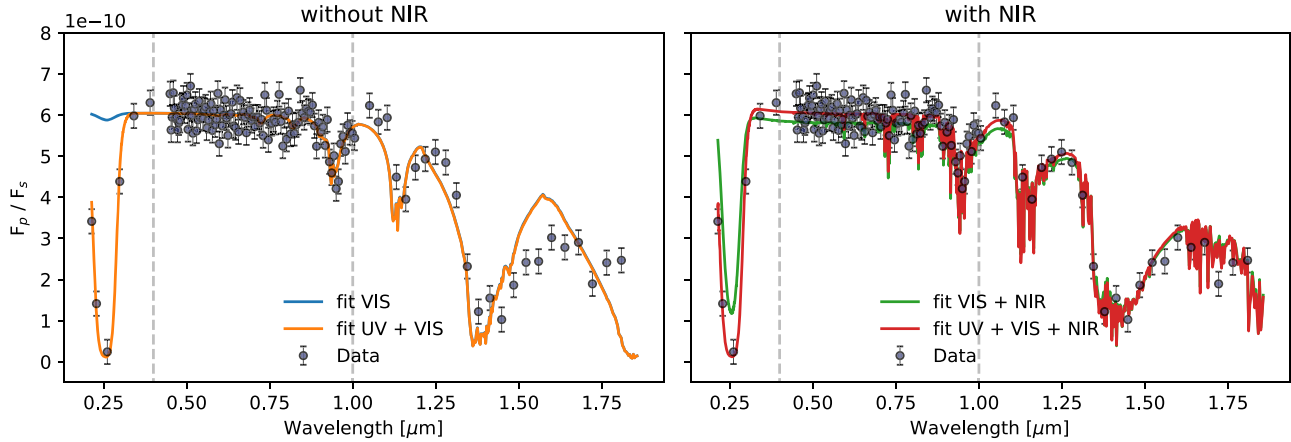 without NIR
with NIR
1e−10
8
7
6
5
4
3
2
1
0
F_p / F_s
fit VIS
fit UV + VIS
Data
fit VIS + NIR
fit UV + VIS + NIR
Data
0.25 0.50 0.75 1.00 1.25 1.50 1.75
0.25 0.50 0.75 1.00 1.25 1.50 1.75
Wavelength [μm]
Wavelength [μm]